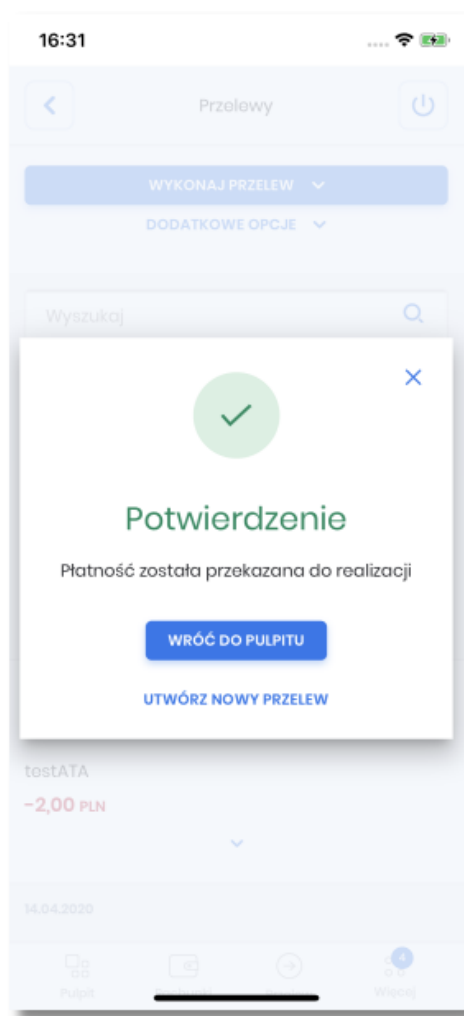 16:31
Przelewy
WYKONAJ PRZELEW
DODATKOWE OPCJE
Wyszukaj
Potwierdzenie
Płatność została przekazana do realizacji
WRÓĆ DO PULPITU
UTWÓRZ NOWY PRZELEW
testATA
-2,00 PLN
14.04.2020
4
Pulpit
Więcej